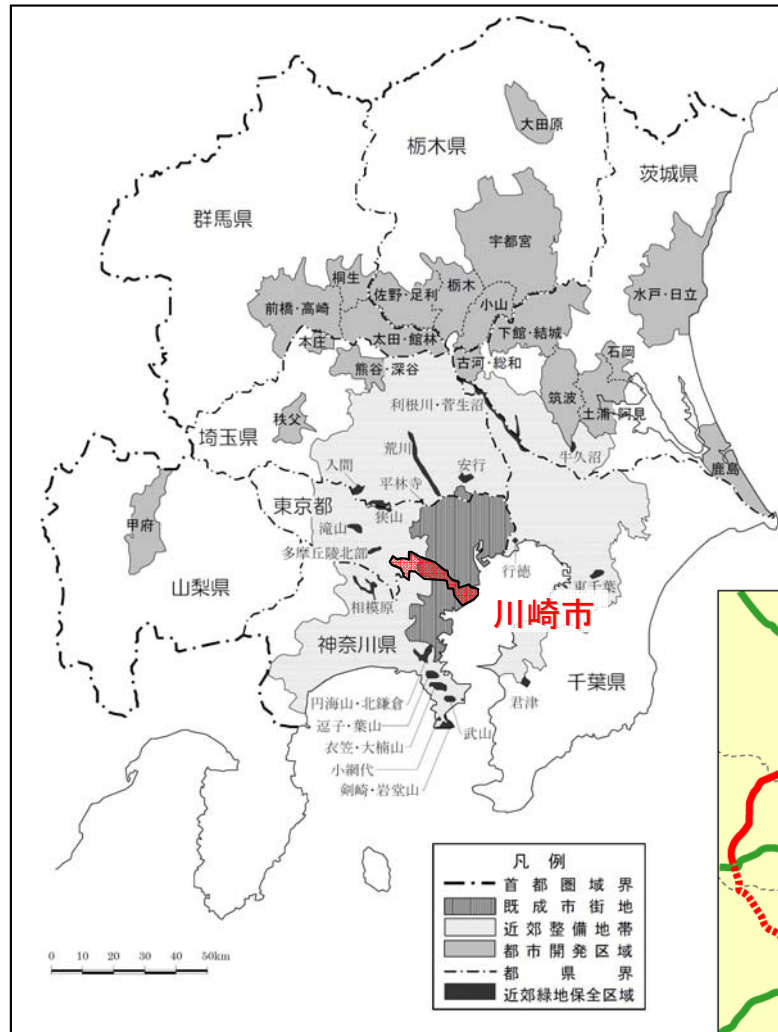 大田原
栃木県
茨城県
群馬県
宇都宮
桐生
佐野・足利
栃木
小山
水戸・日立
前橋・高崎
太田・館林
下館・結城
本庄
古河・総和
石岡
熊谷・深谷
筑波
土浦・阿見
利根川・菅生沼
秩父
埼玉県
荒川
牛久沼
鹿島
入間
平林寺
安行
東京都
甲府
狭山
滝山
多摩丘陵北部
行徳
東千葉
山梨県
相模原
川崎市
神奈川県
千葉県
円海山・北鎌倉
君津
逗子・葉山
武山
衣笠・大楠山
小網代
剣崎・岩堂山
凡例
首都圏域界
既成市街地
近郊整備地帯
都市開発区域
都県界
近郊緑地保全区域
0 10 20 30 40 50km